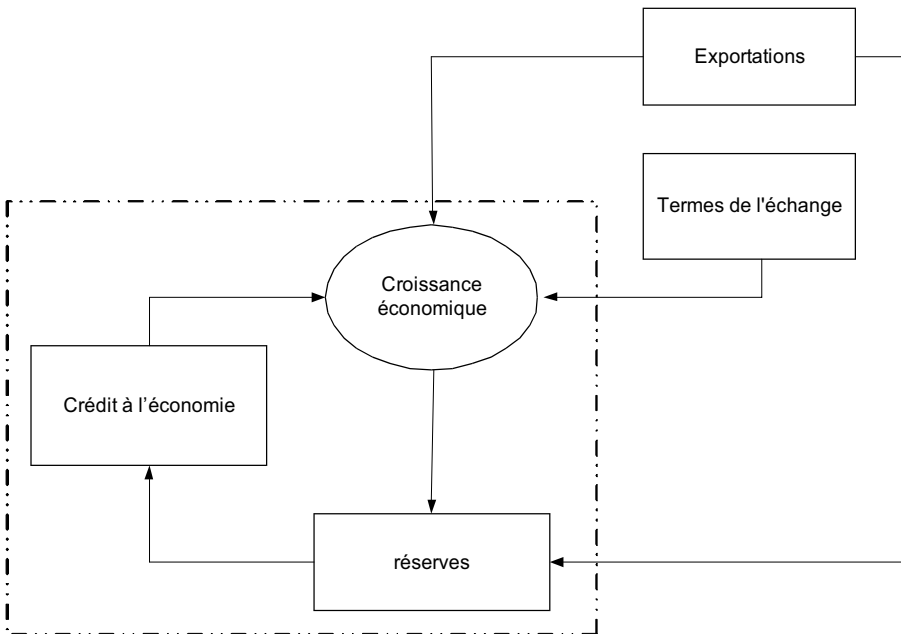 Exportations
Termes de l'échange
Croissance
économique
Crédit à l’économie
réserves